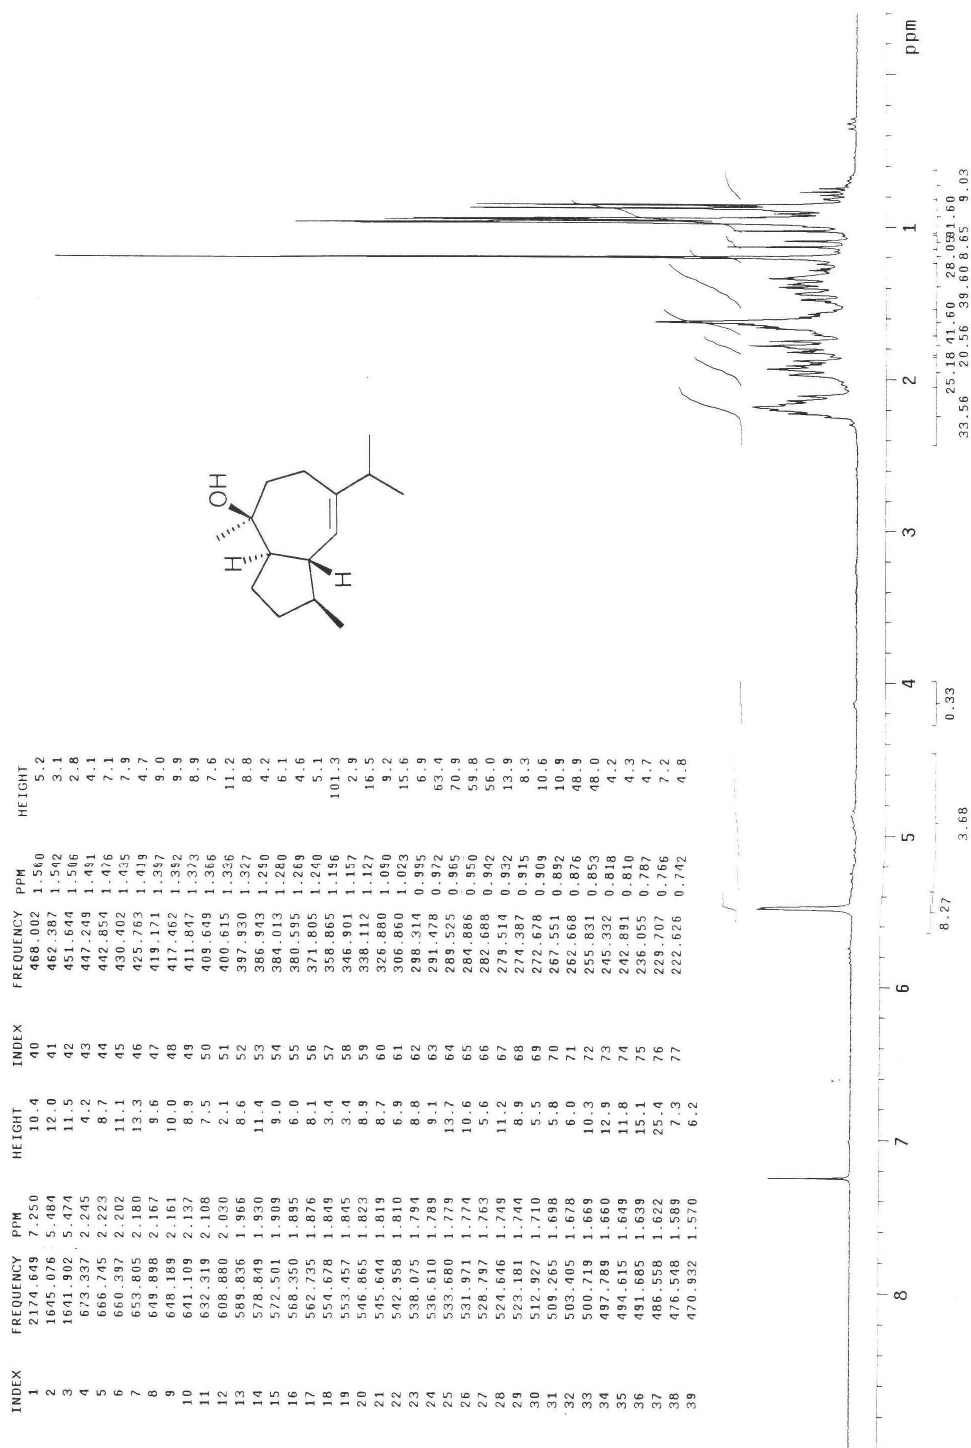 INDEX FREQUENCY PPM HEIGHT INDEX FREQUENCY PPM HEIGHT
1 2174.649 7.250 10.4 40 468.002 1.560 5.2
2 1645.076 5.484 12.0 41 462.387 1.542 3.1
3 1641.902 5.474 11.5 42 451.644 1.506 2.8
4 673.337 2.245 4.2 43 447.249 1.491 4.1
5 666.745 2.223 8.7 44 442.854 1.476 7.1
6 660.397 2.202 11.1 45 430.402 1.435 7.9
7 653.805 2.180 13.3 46 425.763 1.419 4.7
8 649.898 2.167 9.6 47 419.171 1.397 9.0
9 648.189 2.161 10.0 48 417.462 1.392 9.9
10 641.109 2.137 8.9 49 411.847 1.373 8.9
11 632.319 2.108 7.5 50 409.649 1.366 7.6
12 608.880 2.030 2.1 51 400.615 1.336 11.2
13 589.836 1.966 8.6 52 397.930 1.327 8.8
14 578.849 1.930 11.4 53 386.943 1.290 4.2
15 572.501 1.909 9.0 54 384.013 1.280 6.1
16 568.350 1.895 6.0 55 380.595 1.269 4.6
17 562.735 1.876 8.1 56 371.805 1.240 5.1
18 554.678 1.849 3.4 57 358.865 1.196 101.3
19 553.457 1.845 3.4 58 346.901 1.157 2.9
20 546.865 1.823 8.9 59 338.112 1.127 16.5
21 545.644 1.819 8.7 60 326.880 1.090 9.2
22 542.958 1.810 6.9 61 306.860 1.023 15.6
23 538.075 1.794 8.8 62 298.314 0.995 6.9
24 536.610 1.789 9.1 63 291.478 0.972 63.4
25 533.680 1.779 13.7 64 289.525 0.965 70.9
26 531.971 1.774 10.6 65 284.886 0.950 59.8
27 528.797 1.763 5.6 66 282.688 0.942 56.0
28 524.646 1.749 11.2 67 279.514 0.932 13.9
29 523.181 1.744 8.9 68 274.387 0.915 8.3
30 512.927 1.710 5.5 69 272.678 0.909 10.6
31 509.265 1.698 5.8 70 267.551 0.892 10.9
32 503.405 1.678 6.0 71 262.668 0.876 48.9
33 500.719 1.669 10.3 72 255.831 0.853 48.0
34 497.789 1.660 12.9 73 245.332 0.818 4.2
35 494.615 1.649 11.8 74 242.891 0.810 4.3
36 491.685 1.639 15.1 75 236.055 0.787 4.7
37 486.558 1.622 25.4 76 229.707 0.766 7.2
38 476.548 1.589 7.3 77 222.626 0.742 4.8
39 470.932 1.570 6.2
OH
H
H
8 7 6 5 4 3 2 1 ppm
8.27 0.33 25.18 41.60 28.05
3.68 33.56 20.56 39.60 8.65 9.03